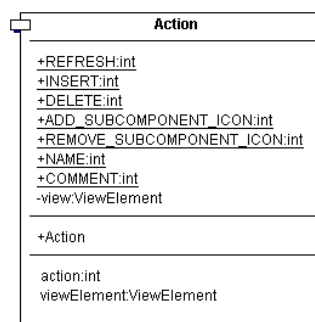 Action
+REFRESH:int
+INSERT:int
+DELETE:int
+ADD_SUBCOMPONENT_ICON:int
+REMOVE_SUBCOMPONENT_ICON:int
+NAME:int
+COMMENT:int
-view:ViewElement
+Action
action:int
viewElement:ViewElement